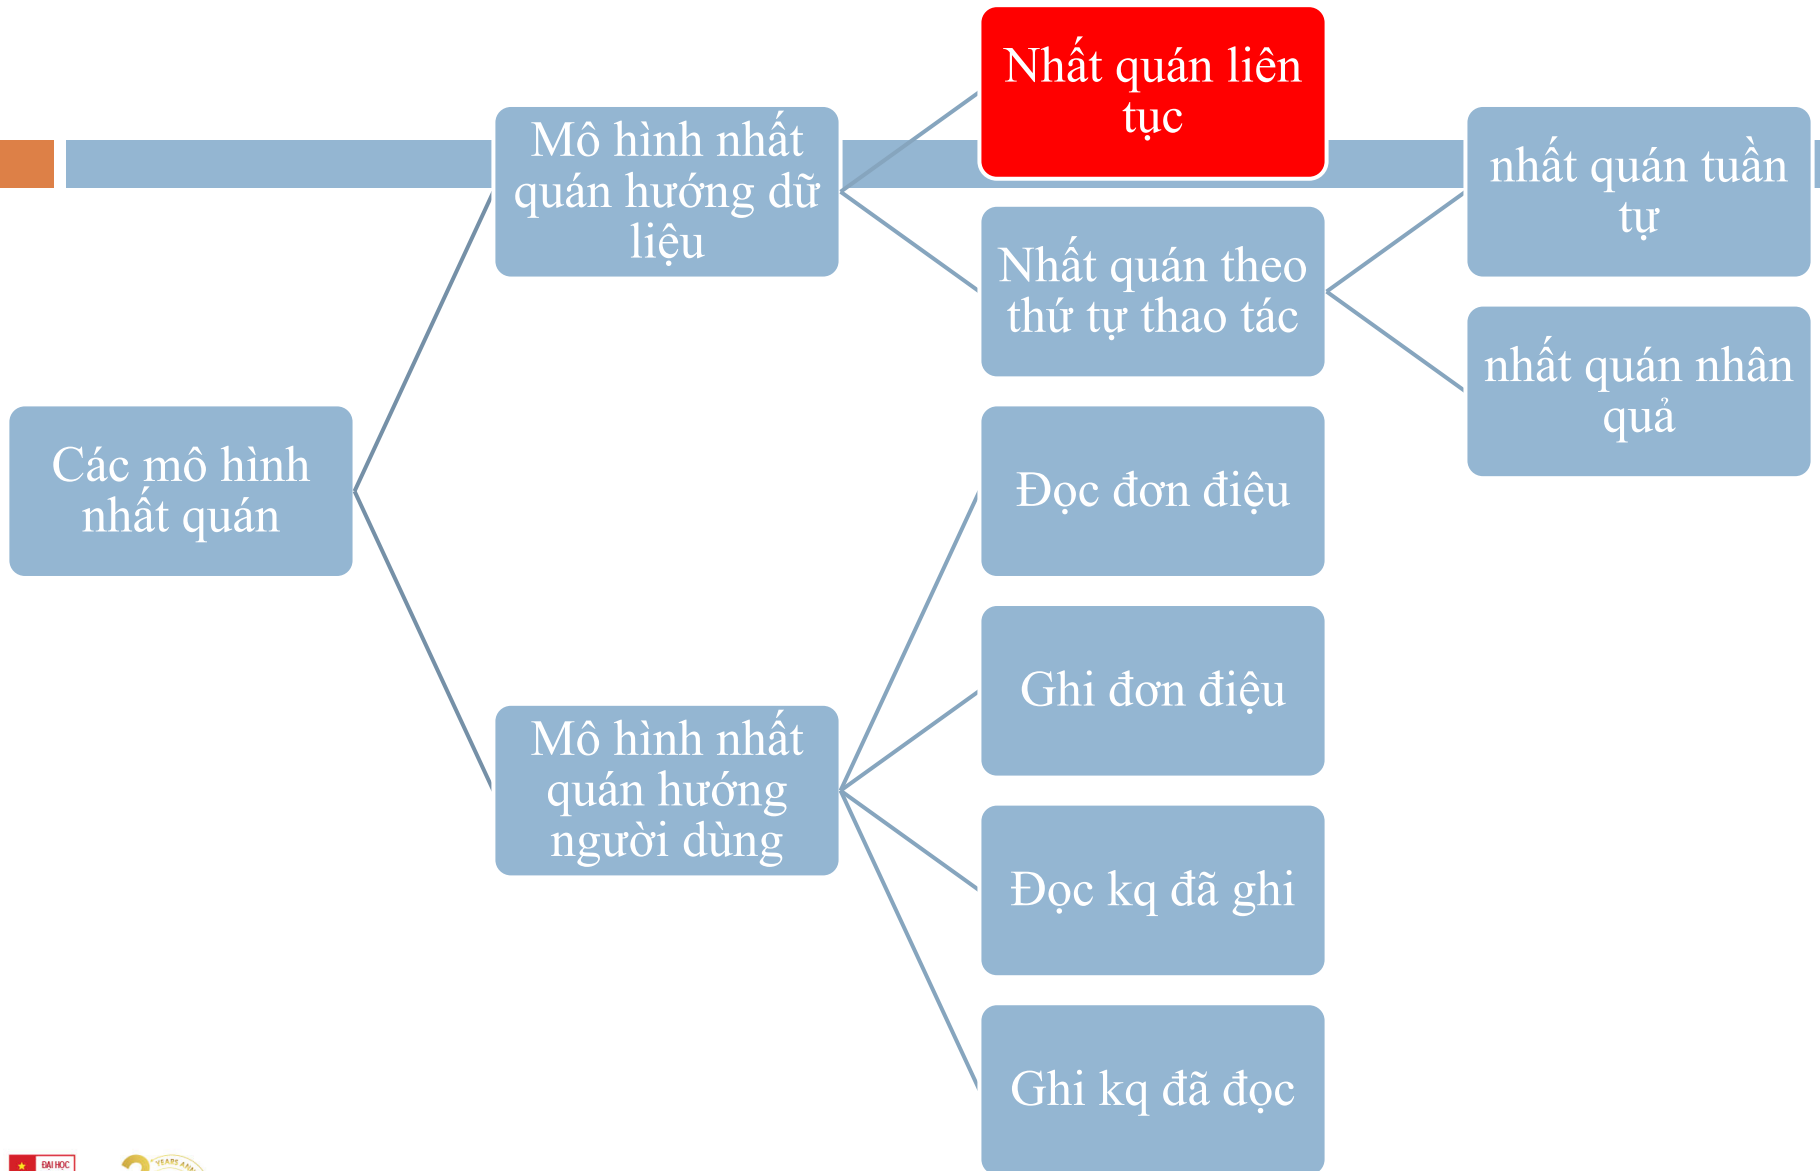 Nhất quán liên
tục
Mô hình nhất
quán hướng dữ
liệu
nhất quán tuần
tự
Nhất quán theo
thứ tự thao tác
nhất quán nhân
quả
Các mô hình
nhất quán
Đọc đơn điệu
Ghi đơn điệu
Mô hình nhất
quán hướng
người dùng
Đọc kq đã ghi
Ghi kq đã đọc
ĐẠI HỌC